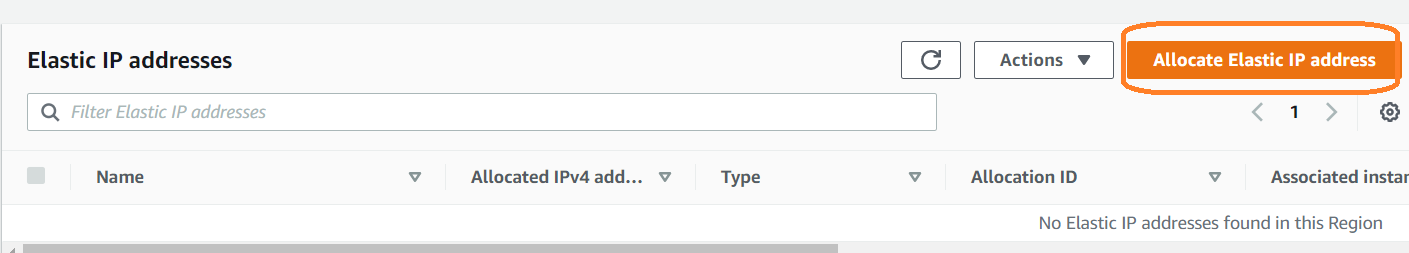 Elastic IP addresses
Actions
Allocate Elastic IP address
Filter Elastic IP addresses
1
Name
Allocated IPv4 add...
Type
Allocation ID
Associated instan
No Elastic IP addresses found in this Region